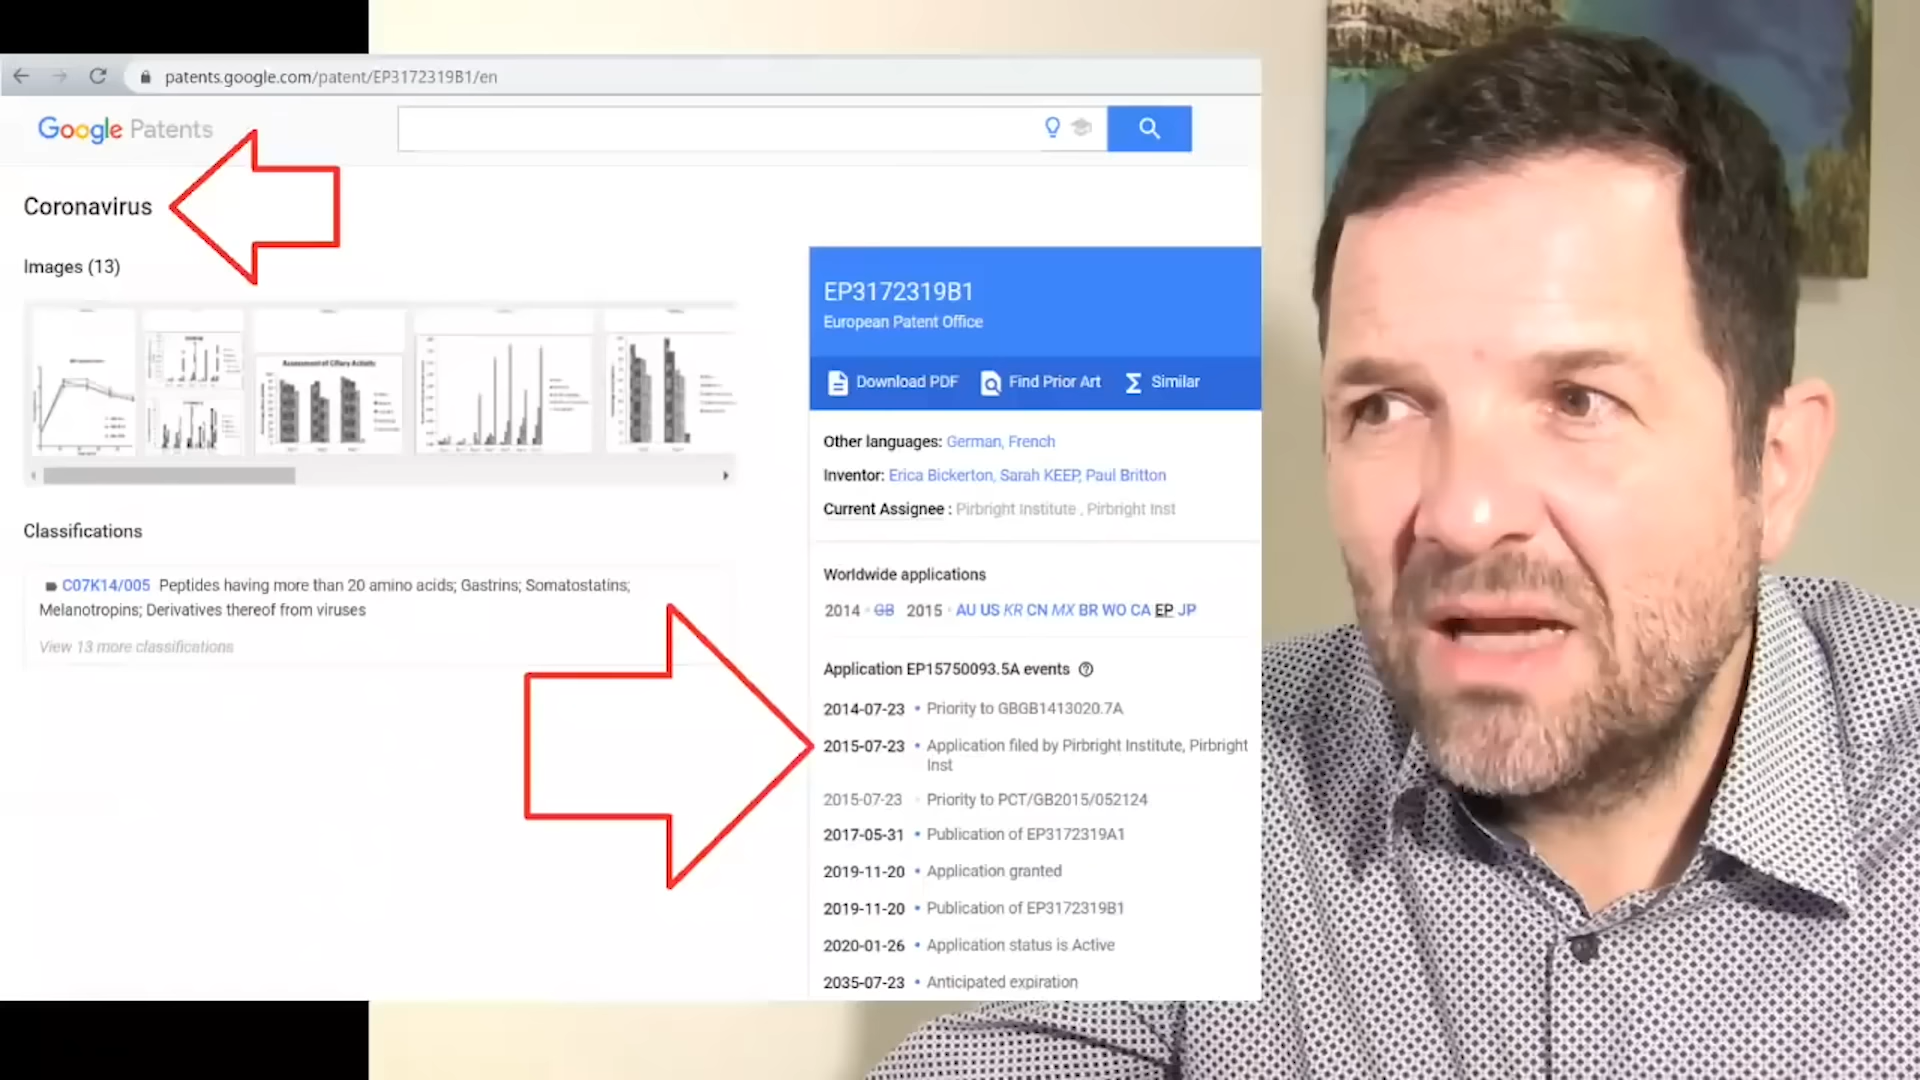 patents.google.com/patent/EP3172319B1/en
Google Patents
Coronavirus
Images (13)
Assessment of Ciliary Activity
Classifications
C07K14/005 Peptides having more than 20 amino acids; Gastrins; Somatostatins;
Melanotropins; Derivatives thereof from viruses
View 13 more classifications
EP3172319B1
European Patent Office
Download PDF Find Prior Art Similar
Other languages: German, French
Inventor: Erica Bickerton, Sarah KEEP, Paul Britton
Current Assignee : Pirbright Institute , Pirbright Inst
Worldwide applications
2014 GB 2015 AU US KR CN MX BR WO CA EP JP
Application EP15750093.5A events
2014-07-23 • Priority to GBGB1413020.7A
2015-07-23 • Application filed by Pirbright Institute, Pirbright
Inst
2015-07-23 • Priority to PCT/GB2015/052124
2017-05-31 • Publication of EP3172319A1
2019-11-20 • Application granted
2019-11-20 • Publication of EP3172319B1
2020-01-26 • Application status is Active
2035-07-23 • Anticipated expiration